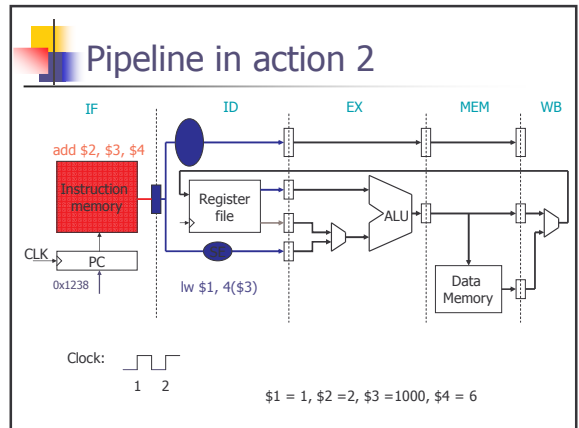 Pipeline in action 2
IF ID EX MEM WB
add $2, $3, $4
Instruction
memory
Register
file
ALU
CLK
PC
0x1238
lw $1, 4($3)
Data
Memory
Clock:
1 2
$1 = 1, $2 =2, $3 =1000, $4 = 6